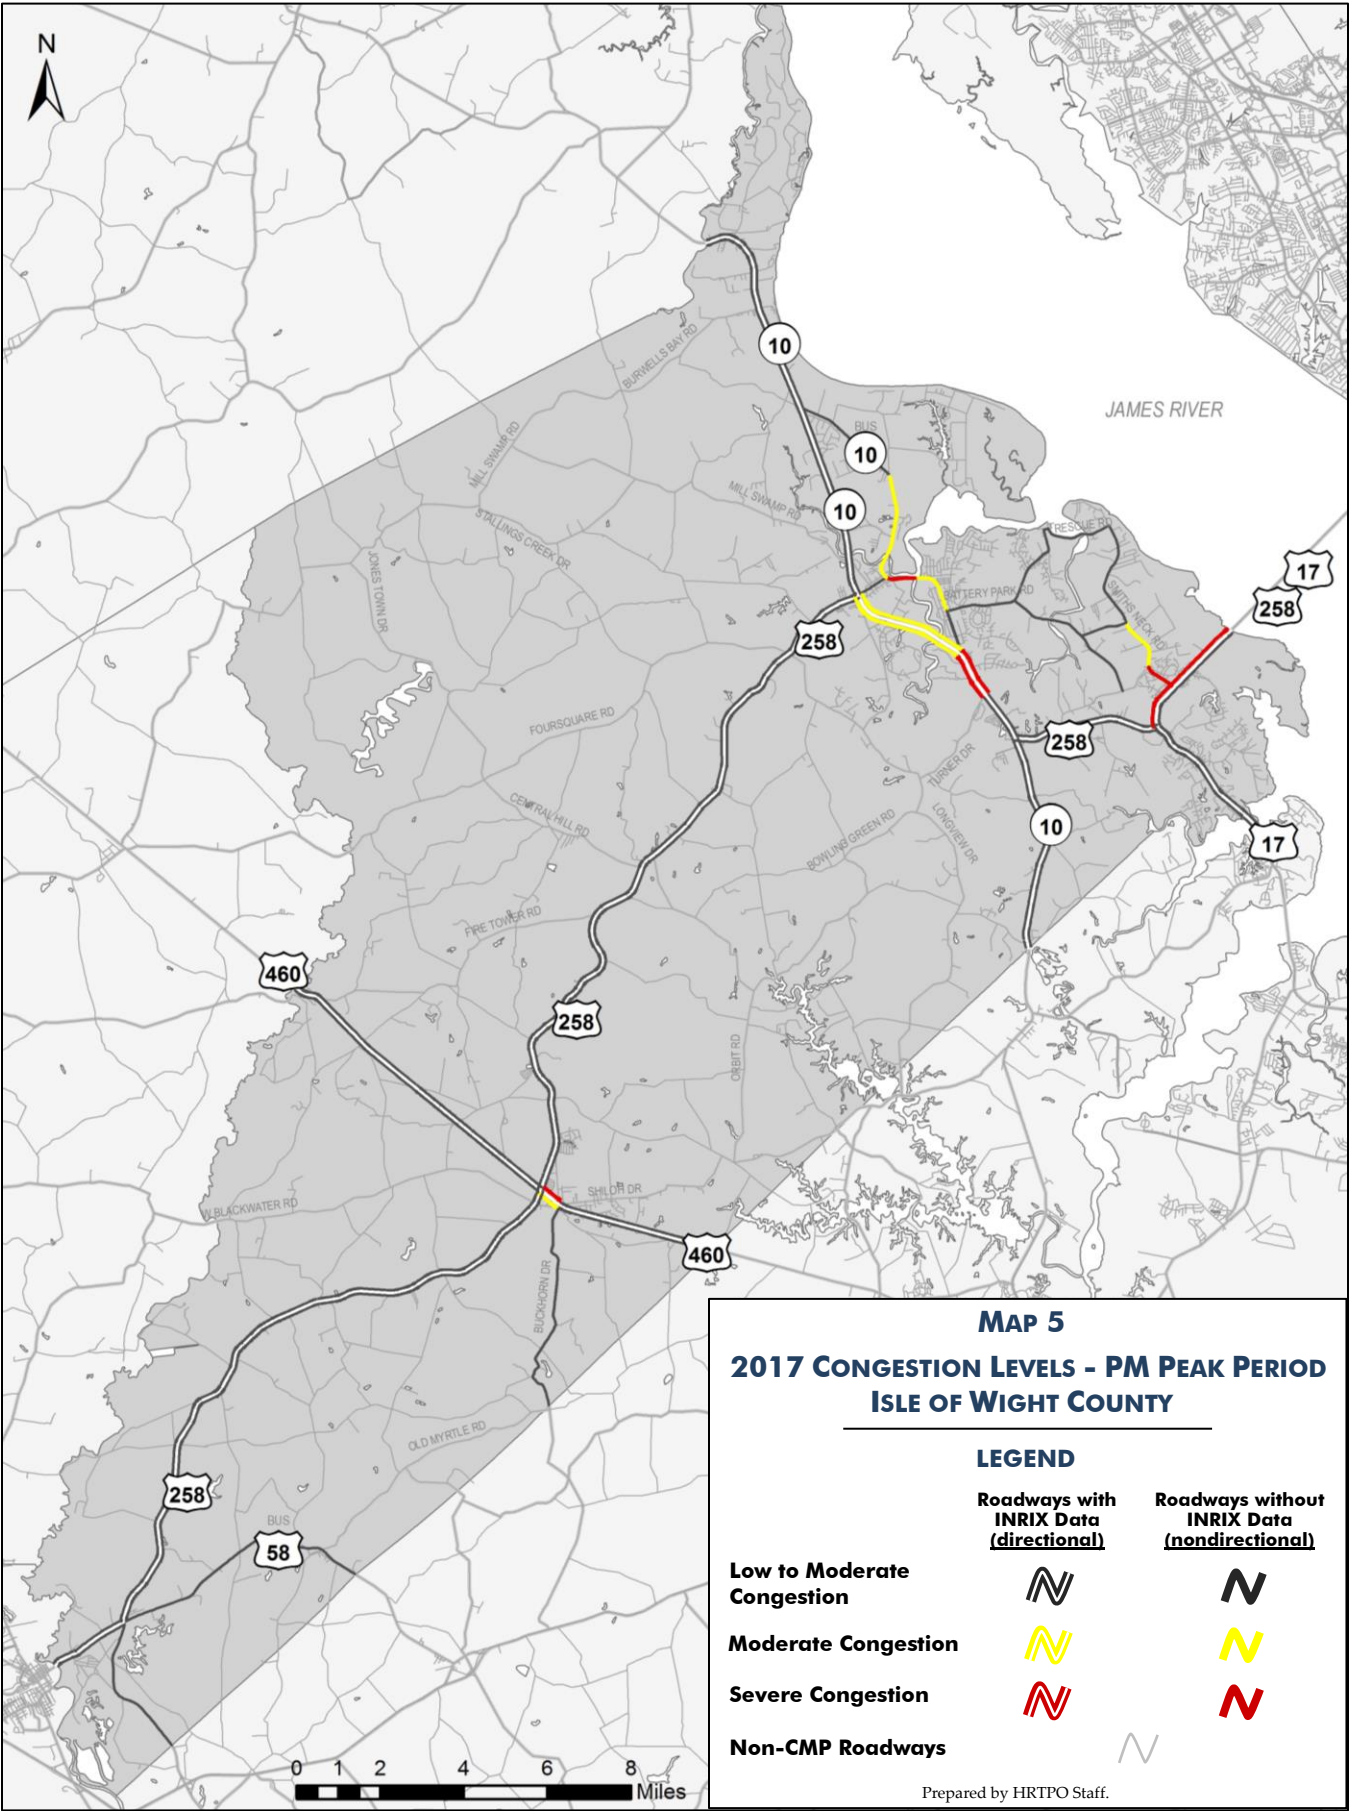 N
10
JAMES RIVER
BURWELLS BAY RD
BUS
10
MILL SWAMP RD
MILL SWAMP RD
10
STALLINGS CREEK DR
TRESCUE RD
JONES TOWN DR
17
BATTERY PARK RD
SMITHS NECK RD
258
258
FOURSQUARE RD
258
TURNER DR
CENTRAL HILL RD
LONGVIEW DR
BOWLING GREEN RD
10
17
FIRE TOWER RD
460
258
ORBIT RD
SHILOH DR
W BLACKWATER RD
460
BUCKHORN DR
OLD MYRTLE RD
258
BUS
58
MAP 5
2017 CONGESTION LEVELS - PM PEAK PERIOD
ISLE OF WIGHT COUNTY
LEGEND
Roadways with INRIX Data (directional)
Roadways without INRIX Data (nondirectional)
Low to Moderate
Congestion
Moderate Congestion
Severe Congestion
Non-CMP Roadways
Prepared by HRTPO Staff.
0 1 2 4 6 8
Miles